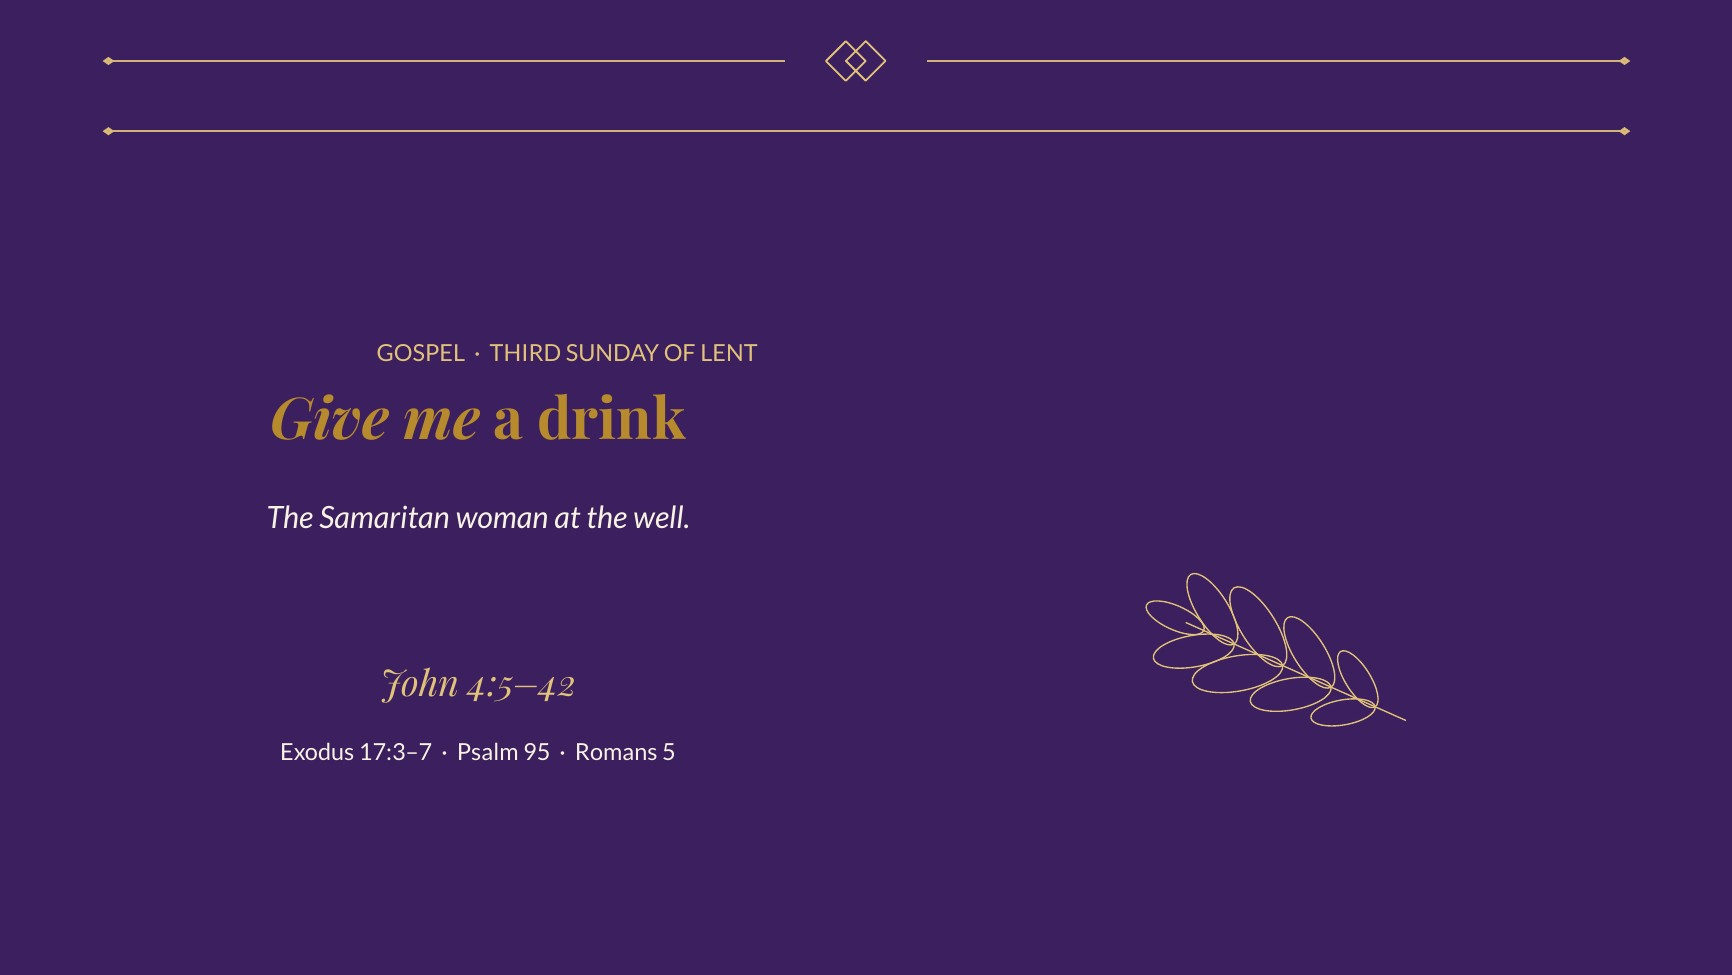 GOSPEL · THIRD SUNDAY OF LENT
Give me a drink
The Samaritan woman at the well.
John 4:5–42
Exodus 17:3–7 · Psalm 95 · Romans 5